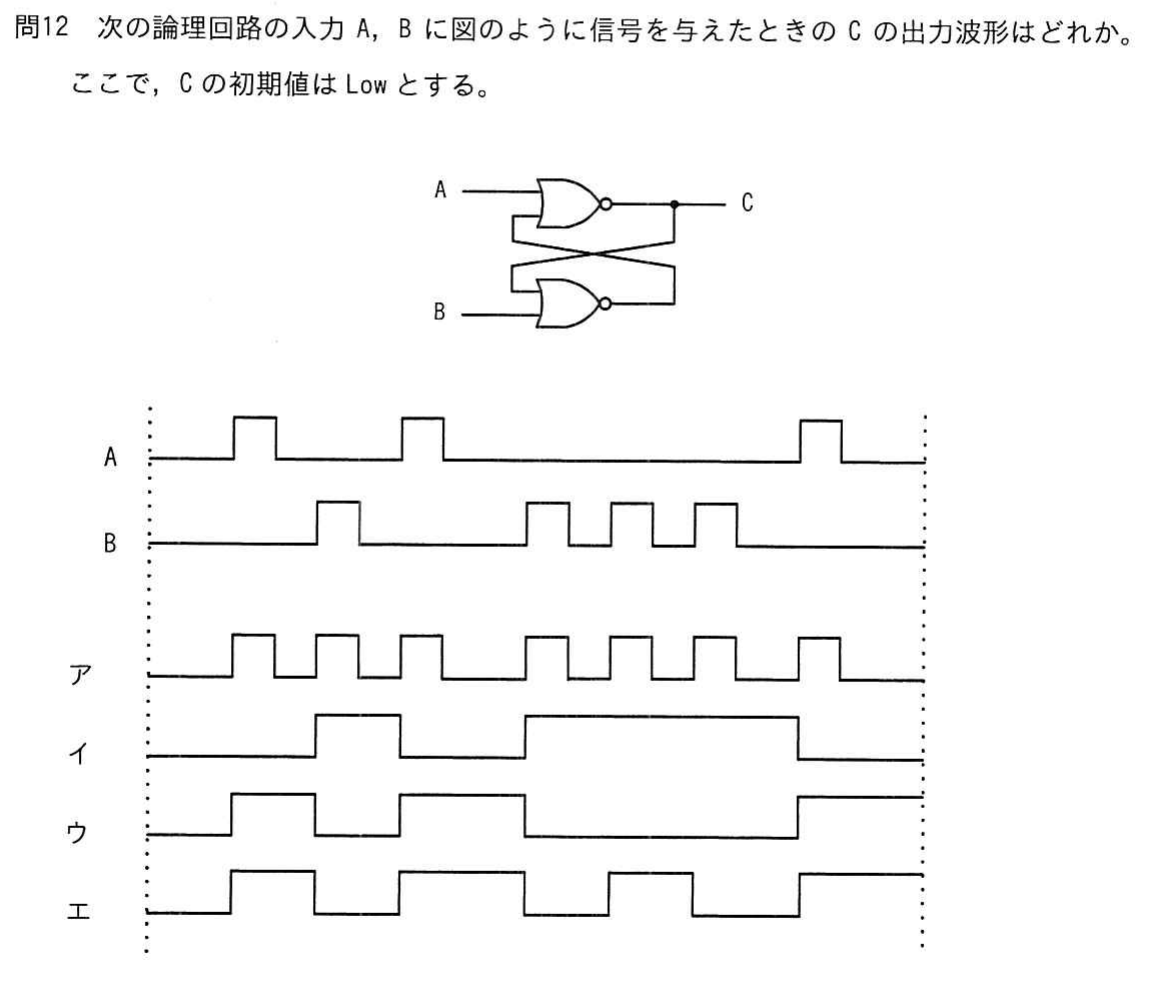 問12 次の論理回路の入力 A, B に図のように信号を与えたときの C の出力波形はどれか。
ここで, C の初期値は Low とする。
A
C
B
A
B
ア
イ
ウ
エ